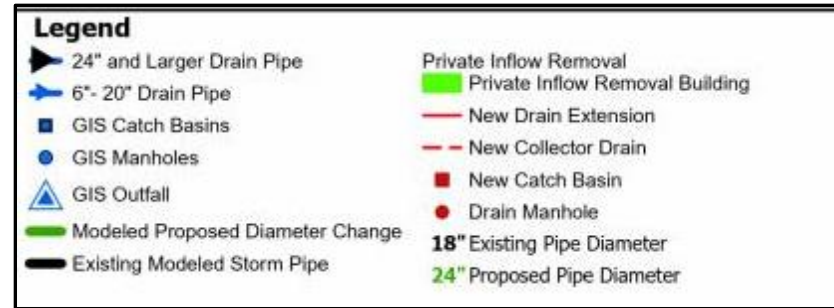 Legend
24" and Larger Drain Pipe
6"- 20" Drain Pipe
GIS Catch Basins
GIS Manholes
GIS Outfall
Modeled Proposed Diameter Change
Existing Modeled Storm Pipe
Private Inflow Removal
Private Inflow Removal Building
New Drain Extension
New Collector Drain
New Catch Basin
Drain Manhole
18" Existing Pipe Diameter
24" Proposed Pipe Diameter